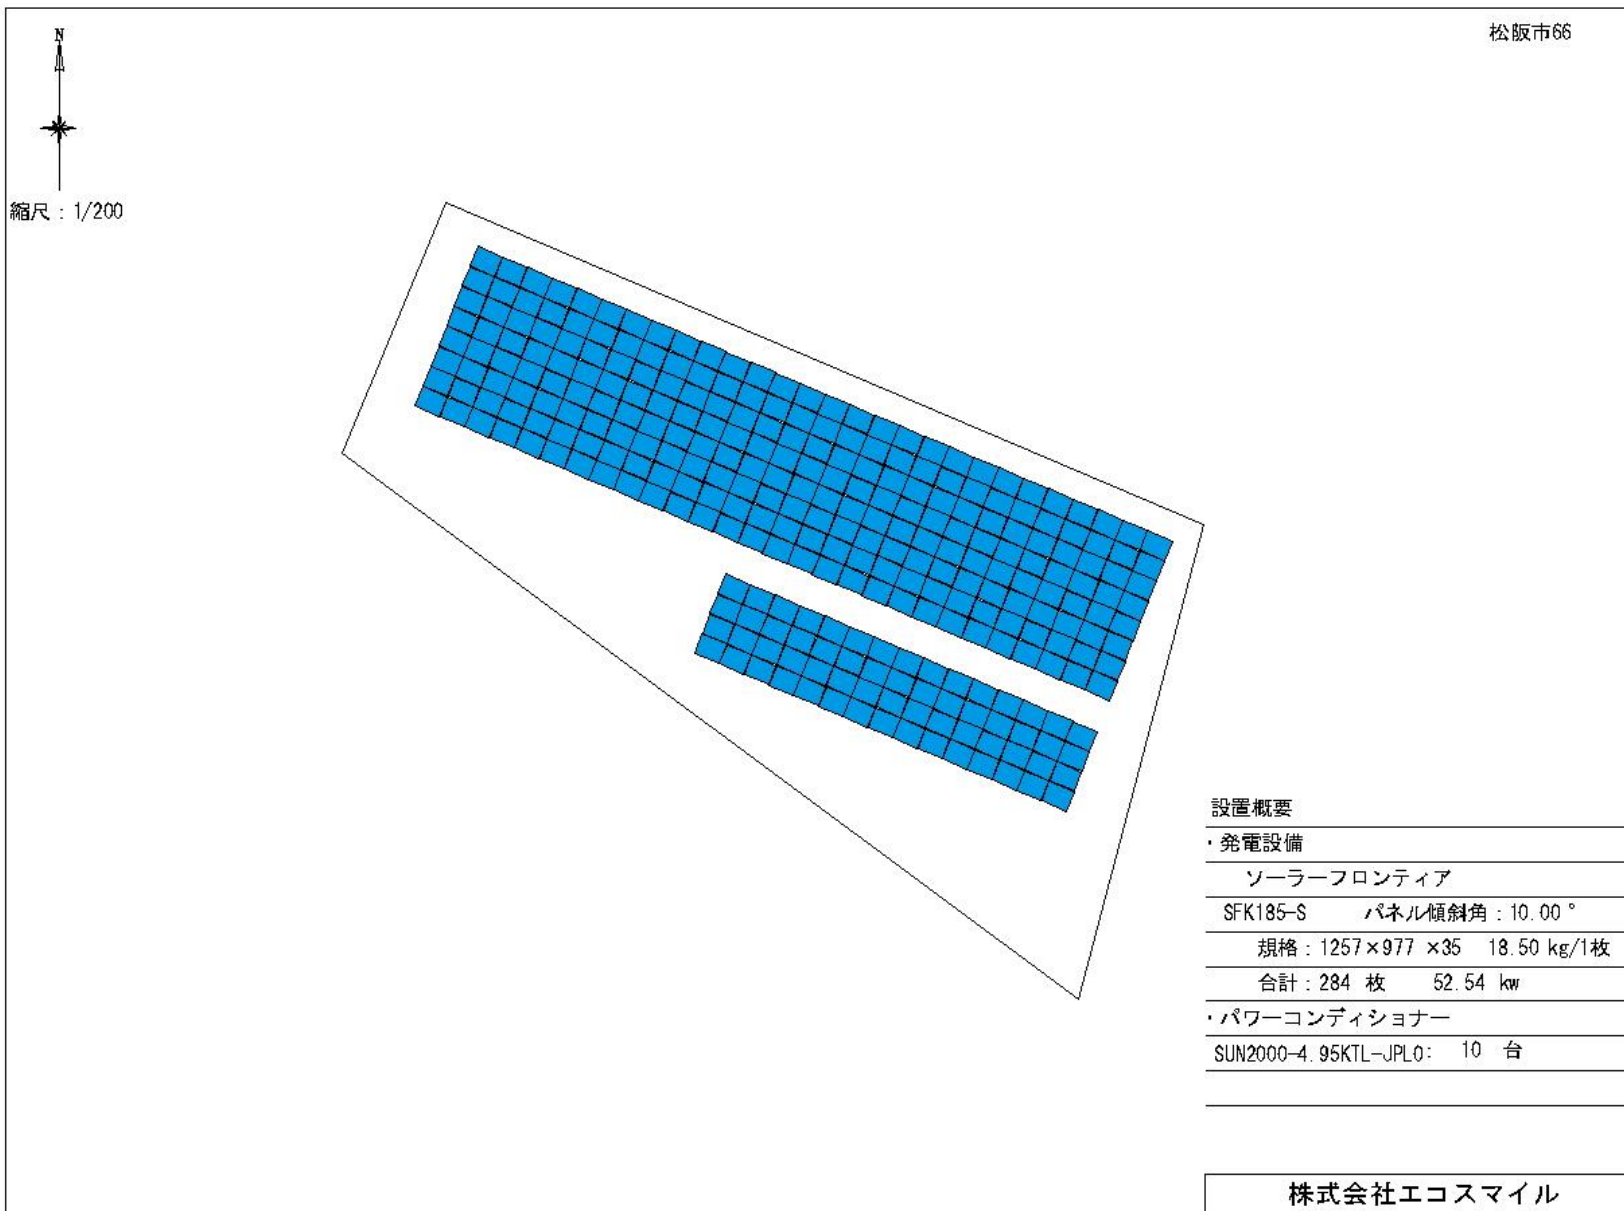 松阪市66
N
縮尺：1/200
設置概要
・発電設備
ソーラーフロンティア
SFK185-S パネル傾斜角：10.00°
規格：1257×977 ×35 18.50 kg/1枚
合計：284 枚 52.54 kw
・パワーコンディショナー
SUN2000-4.95KTL-JPL0: 10 台
株式会社エコスマイル